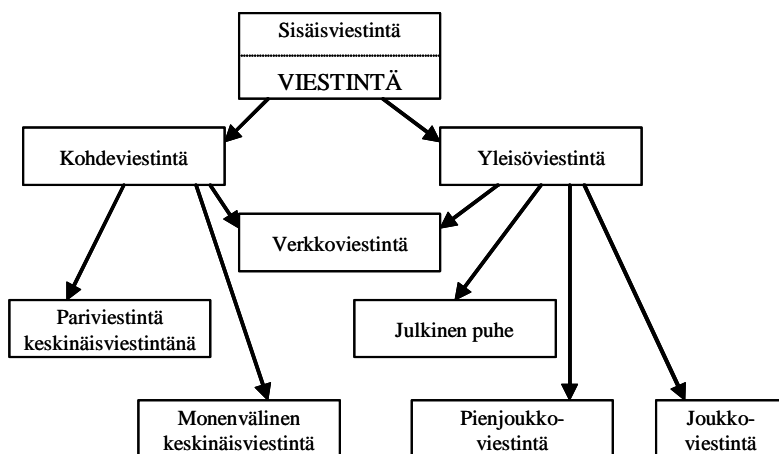 Sisäisviestintä
VIESTINTÄ
Kohdeviestintä
Yleisöviestintä
Verkkoviestintä
Pariviestintä
keskinäisviestintänä
Julkinen puhe
Monenvälinen
keskinäisviestintä
Pienjoukko-
viestintä
Joukko-
viestintä